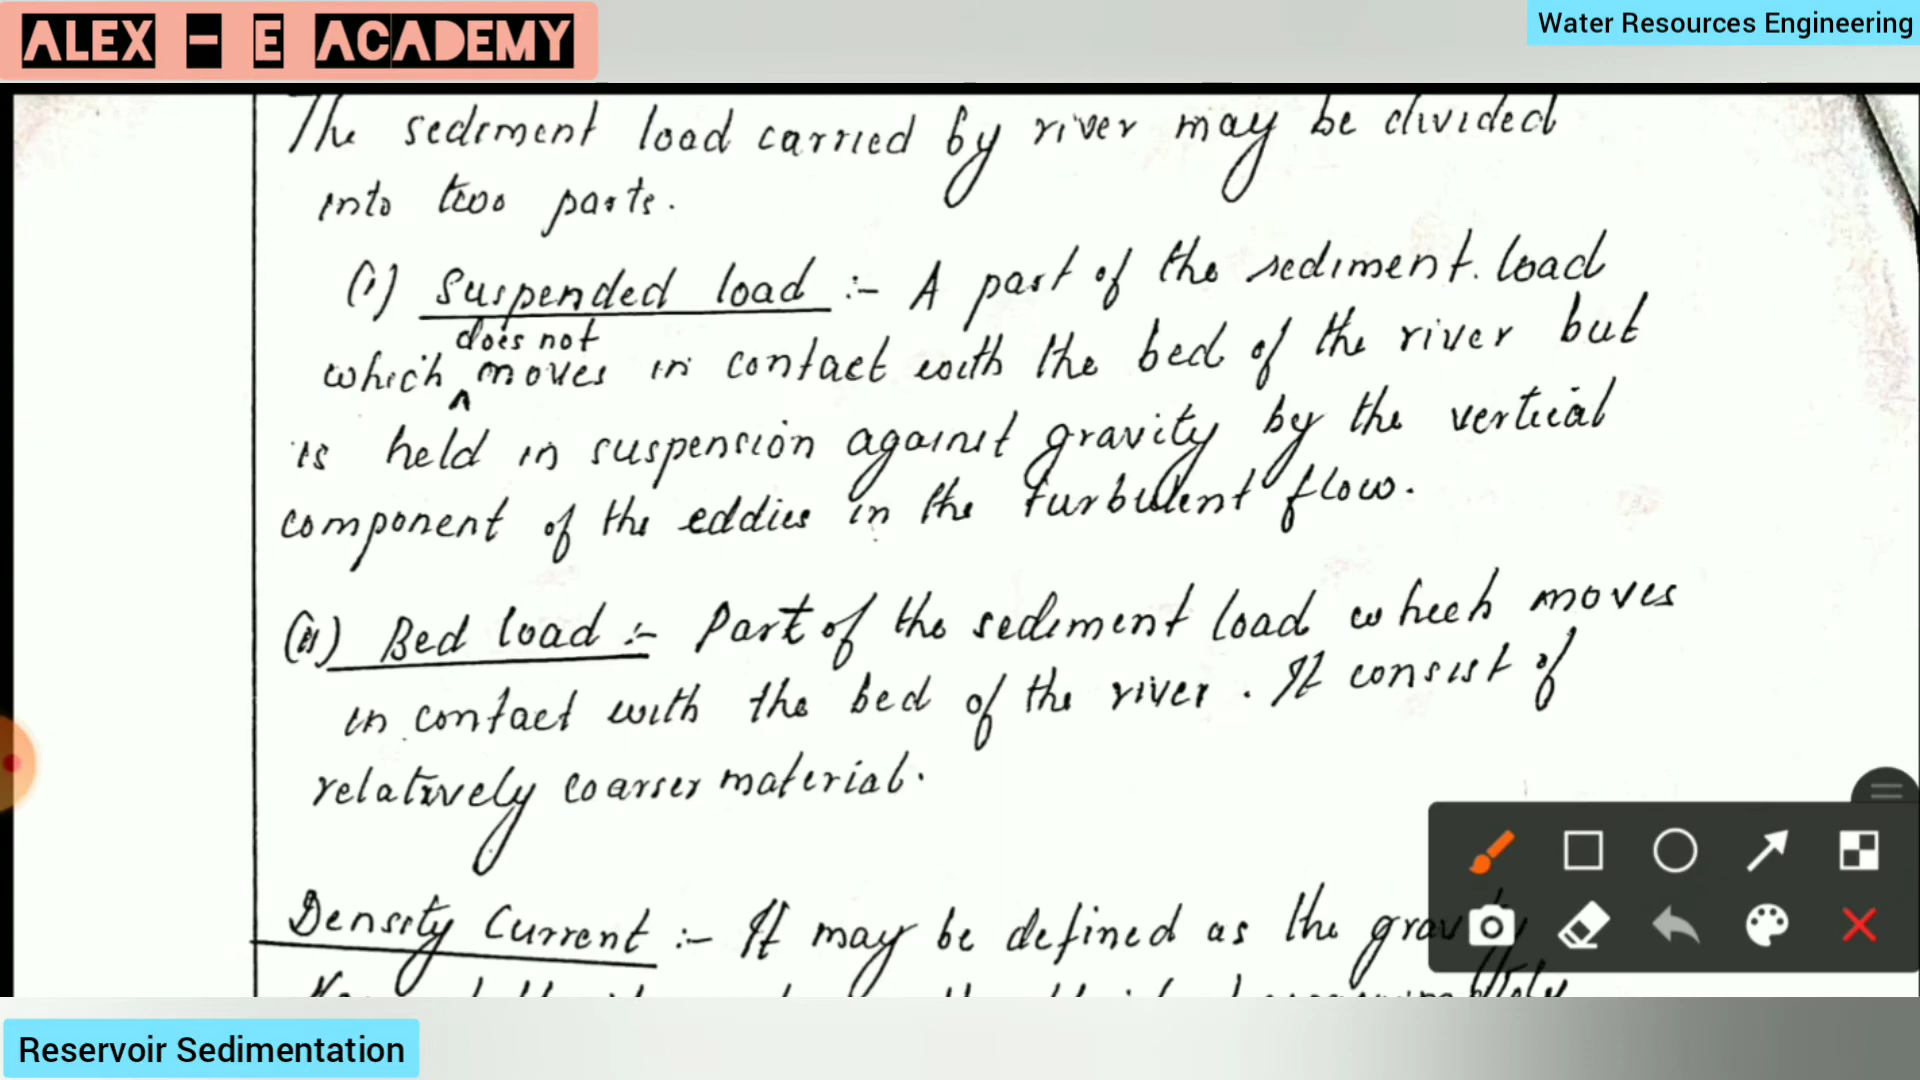 ALEX - E ACADEMY
Water Resources Engineering
The sediment load carried by river may be divided
into two parts.
(i) Suspended load :- A part of the sediment load
does not
which ^ moves in contact with the bed of the river but
is held in suspension against gravity by the vertical
component of the eddies in the turbulent flow.
(ii) Bed load :- Part of the sediment load which moves
in contact with the bed of the river. It consist of
relatively coarser material.
Density Current :- It may be defined as the gravity
Reservoir Sedimentation